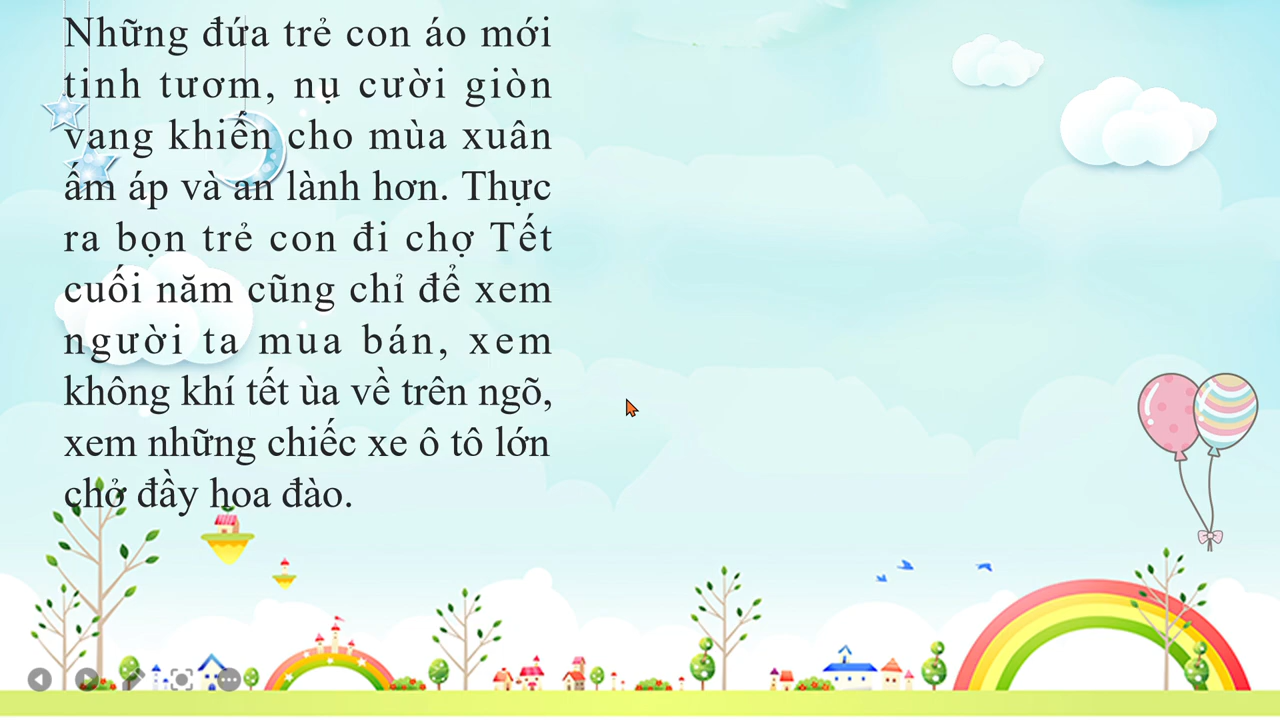 Những đứa trẻ con áo mới
tinh tươm, nụ cười giòn
vang khiến cho mùa xuân
ấm áp và an lành hơn. Thực
ra bọn trẻ con đi chợ Tết
cuối năm cũng chỉ để xem
người ta mua bán, xem
không khí tết ùa về trên ngõ,
xem những chiếc xe ô tô lớn
chở đầy hoa đào.